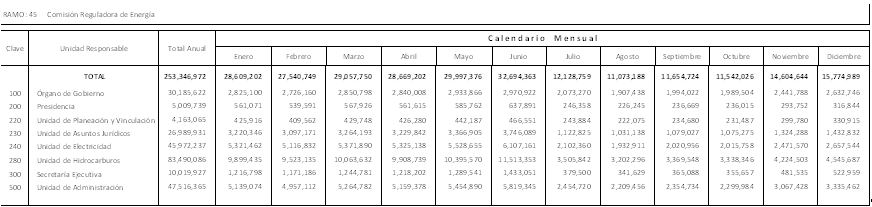 RAMO: 45 Comisión Reguladora de Energía
Calendario Mensual
Clave Unidad Responsable Total Anual
Enero Febrero Marzo Abril Mayo Junio Julio Agosto Septiembre Octubre Noviembre Diciembre
TOTAL 253,346,972 28,609,202 27,540,749 29,057,750 28,669,202 29,997,376 32,694,363 12,128,759 11,073,188 11,654,724 11,542,026 14,604,644 15,774,989
100 Órgano de Gobierno 30,185,622 2,825,100 2,726,160 2,850,798 2,840,008 2,933,866 2,970,922 2,073,270 1,907,438 1,994,022 1,989,504 2,441,788 2,632,746
200 Presidencia 5,009,739 561,071 539,591 567,926 561,615 585,762 637,891 246,358 226,245 236,669 236,015 293,752 316,844
220 Unidad de Planeación y Vinculación 4,163,065 425,916 409,562 429,748 426,280 442,187 466,551 243,884 222,075 234,680 231,487 299,780 330,915
230 Unidad de Asuntos Jurídicos 26,989,931 3,220,346 3,097,171 3,264,193 3,229,842 3,366,905 3,746,089 1,122,825 1,031,138 1,079,027 1,075,275 1,324,288 1,432,832
240 Unidad de Electricidad 45,972,237 5,321,462 5,116,832 5,371,890 5,325,138 5,528,655 6,107,161 2,102,360 1,932,911 2,020,956 2,015,758 2,471,570 2,657,544
280 Unidad de Hidrocarburos 83,490,086 9,899,435 9,523,135 10,063,632 9,908,739 10,395,570 11,513,353 3,505,842 3,202,296 3,369,548 3,338,346 4,224,503 4,545,687
300 Secretaría Ejecutiva 10,019,927 1,216,798 1,171,186 1,244,781 1,218,202 1,289,541 1,433,051 379,500 341,629 365,088 355,657 481,535 522,959
500 Unidad de Administración 47,516,365 5,139,074 4,957,112 5,264,782 5,159,378 5,454,890 5,819,345 2,454,720 2,209,456 2,354,734 2,299,984 3,067,428 3,335,462